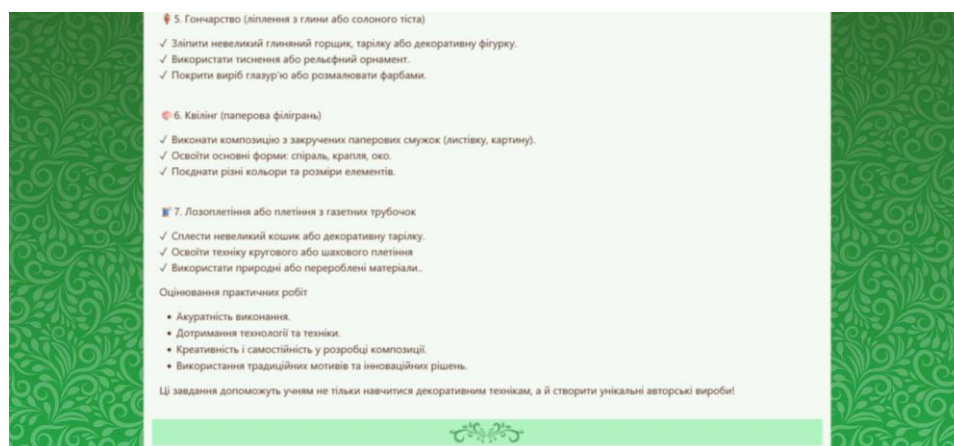 🏺 5. Гончарство (ліплення з глини або солоного тіста)
✓ Зліпити невеликий глиняний горщик, тарілку або декоративну фігурку.
✓ Використати тиснення або рельєфний орнамент.
✓ Покрити виріб глазур'ю або розмалювати фарбами.
6. Квілінг (паперова філігрань)
✓ Виконати композицію з закручених паперових смужок (листівку, картину).
✓ Освоїти основні форми: спіраль, крапля, око.
✓ Поєднати різні кольори та розміри елементів.
7. Лозоплетіння або плетіння з газетних трубочок
✓ Сплести невеликий кошик або декоративну тарілку.
✓ Освоїти техніку кругового або шахового плетіння
✓ Використати природні або перероблені матеріали..
Оцінювання практичних робіт
• Акуратність виконання.
• Дотримання технології та техніки.
• Креативність і самостійність у розробці композиції.
• Використання традиційних мотивів та інноваційних рішень.
Ці завдання допоможуть учням не тільки навчитися декоративним технікам, а й створити унікальні авторські вироби!